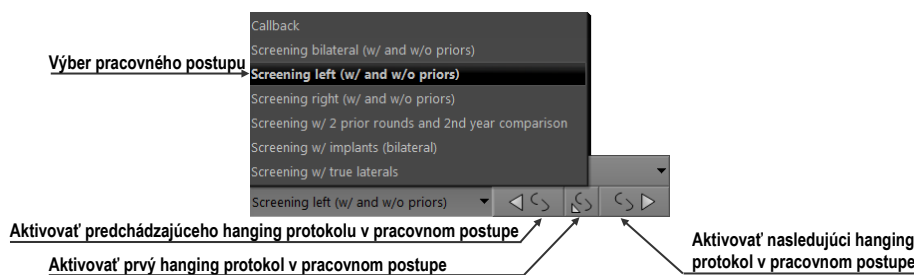 Callback
Screening bilateral (w/ and w/o priors)
Výber pracovného postupu
Screening left (w/ and w/o priors)
Screening right (w/ and w/o priors)
Screening w/ 2 prior rounds and 2nd year comparison
Screening w/ implants (bilateral)
Screening w/ true laterals
Screening left (w/ and w/o priors)
Aktivovať predchádzajúceho hanging protokolu v pracovnom postupe
Aktivovať prvý hanging protokol v pracovnom postupe
Aktivovať nasledujúci hanging
protokol v pracovnom postupe